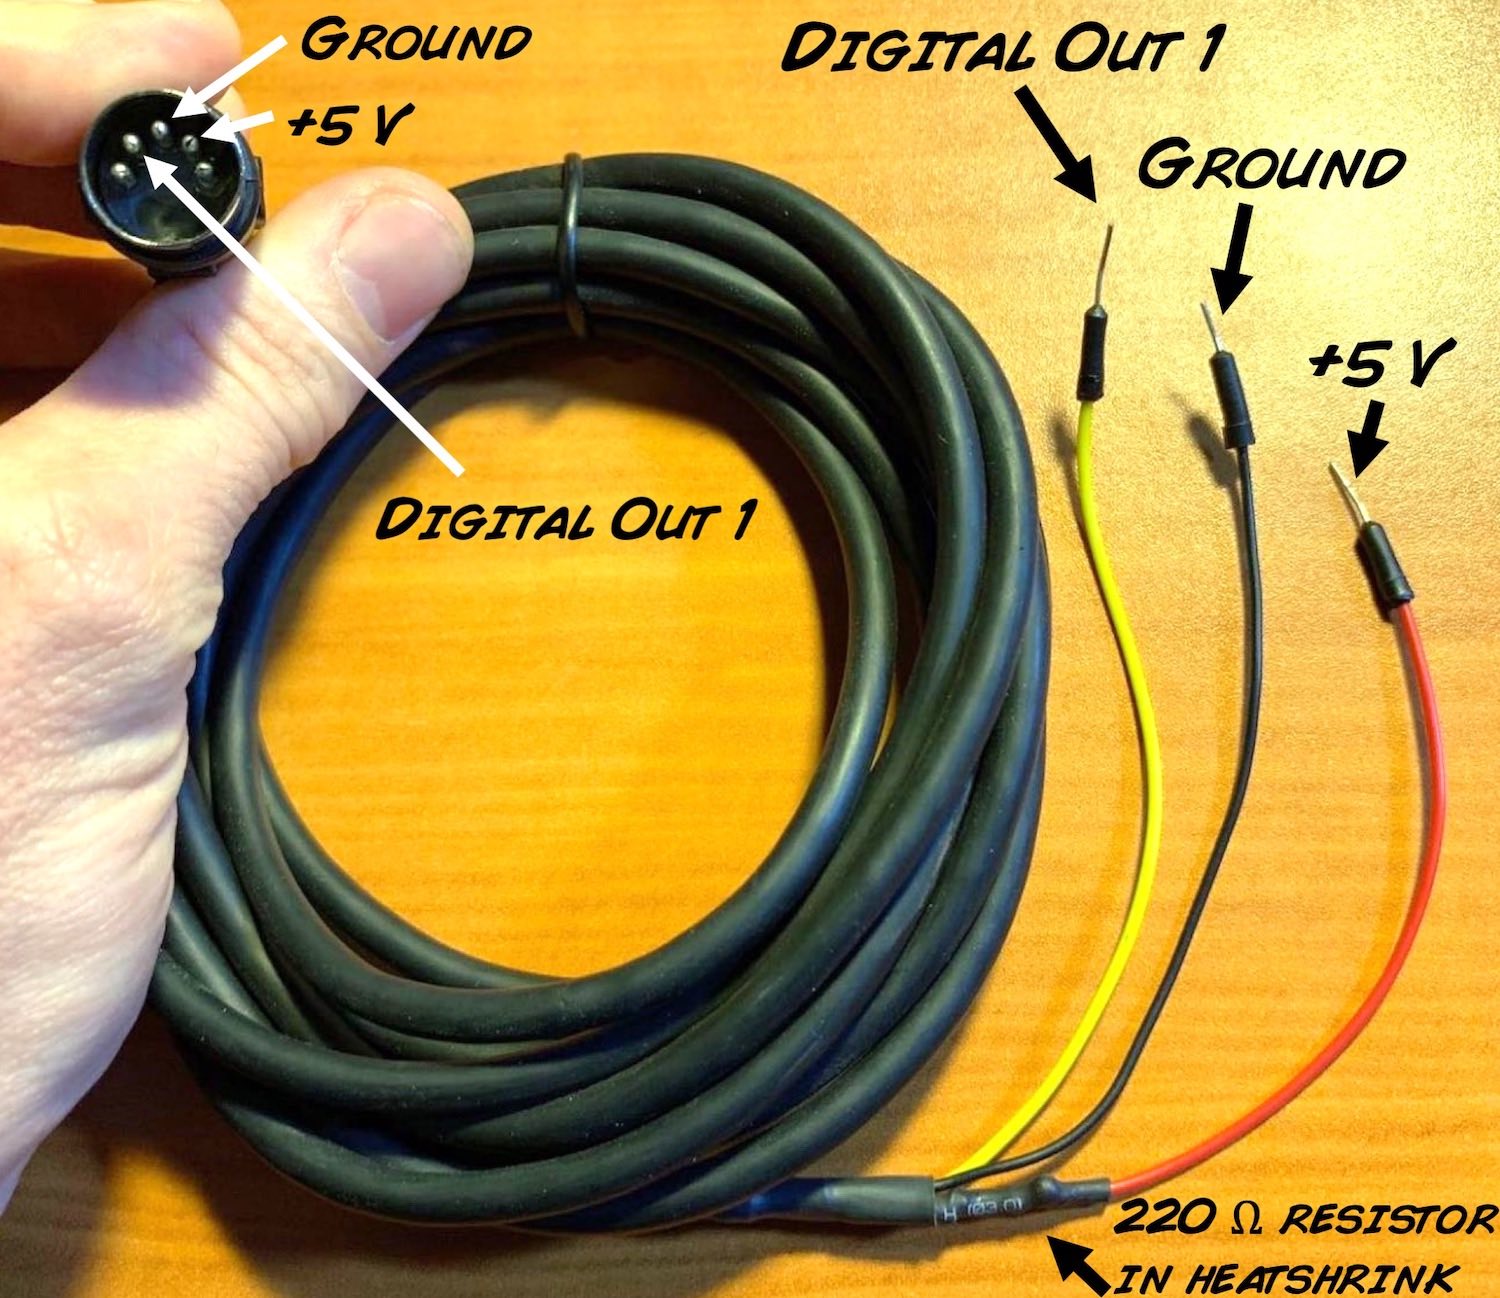 GROUND
+5 V
DIGITAL OUT 1
DIGITAL OUT 1
GROUND
+5 V
220 Ω RESISTOR
IN HEATSHRINK